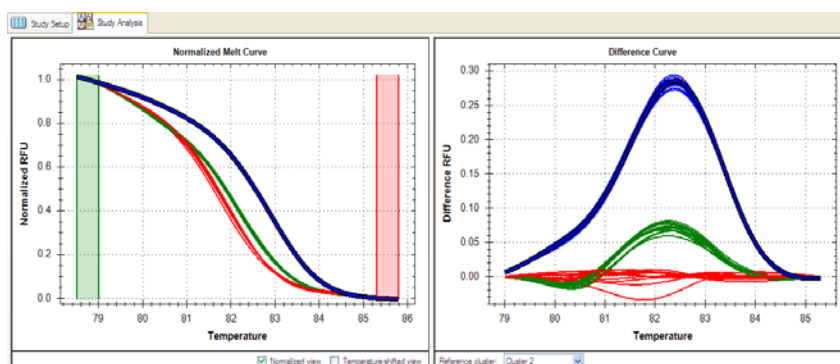 Study Setup Study Analysis
Normalized Melt Curve
1.0
0.8
0.6
0.4
0.2
0.0
Normalized RFU
79 80 81 82 83 84 85 86
Temperature
Normalized view Temperature-shifted view
Difference Curve
0.30
0.25
0.20
0.15
0.10
0.05
0.00
Difference RFU
79 80 81 82 83 84 85
Temperature
Reference cluster: Cluster 2